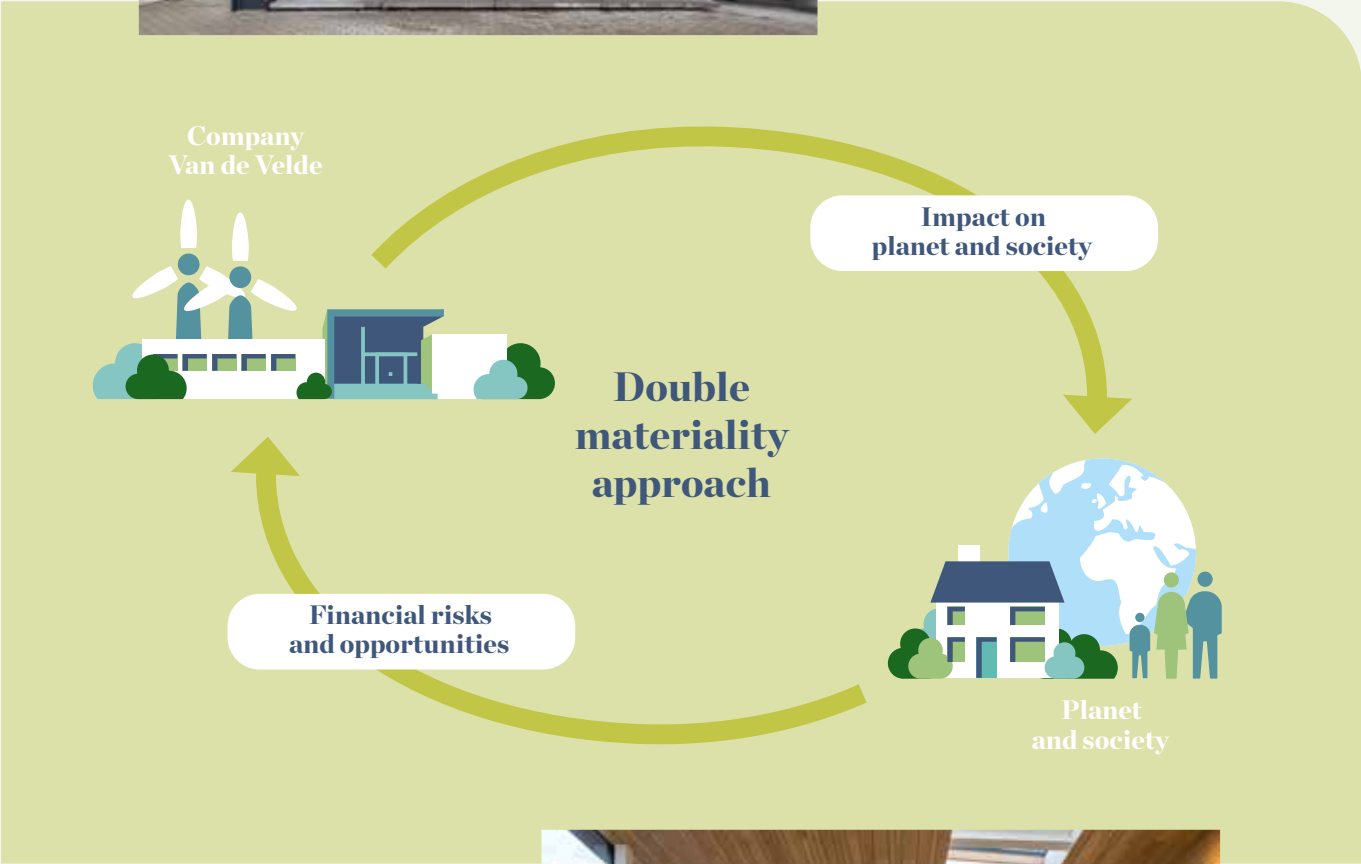 Company
Van de Velde
Impact on
planet and society
Double
materiality
approach
Financial risks
and opportunities
Planet
and society